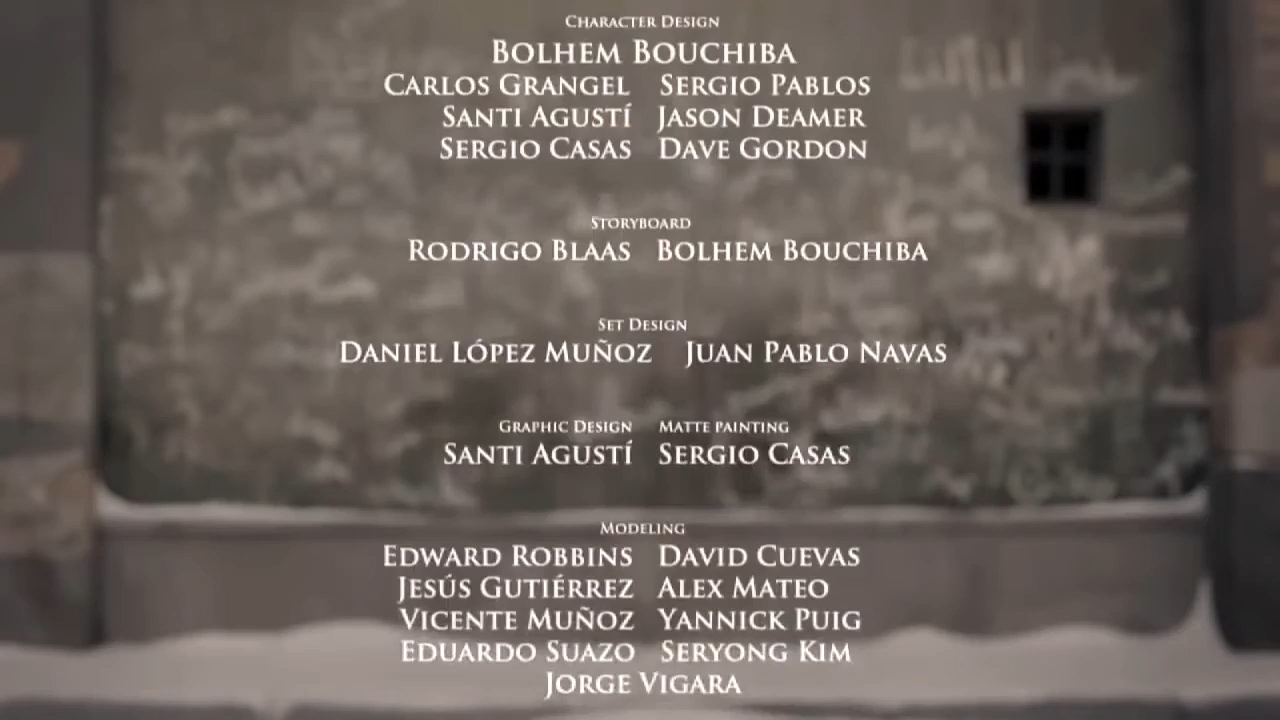 CHARACTER DESIGN
BOLHEM BOUCHIBA
CARLOS GRANGEL SERGIO PABLOS
SANTI AGUSTÍ JASON DEAMER
SERGIO CASAS DAVE GORDON
STORYBOARD
RODRIGO BLAAS BOLHEM BOUCHIBA
SET DESIGN
DANIEL LÓPEZ MUÑOZ JUAN PABLO NAVAS
GRAPHIC DESIGN MATTE PAINTING
SANTI AGUSTÍ SERGIO CASAS
MODELING
EDWARD ROBBINS DAVID CUEVAS
JESÚS GUTIÉRREZ ALEX MATEO
VICENTE MUÑOZ YANNICK PUIG
EDUARDO SUAZO SERYONG KIM
JORGE VIGARA